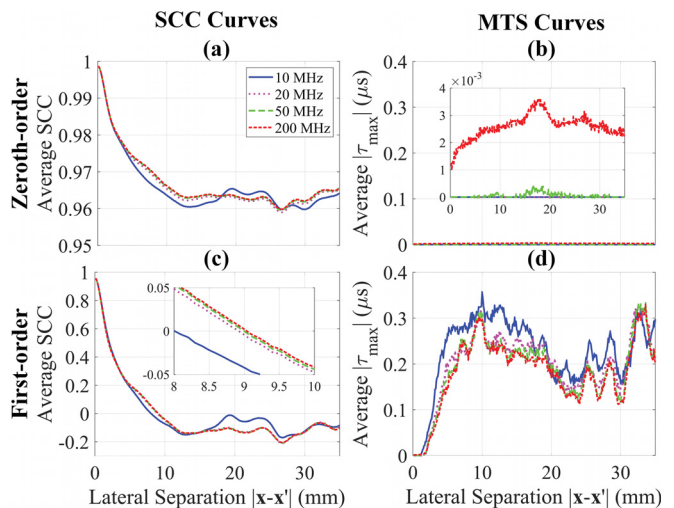 SCC Curves
MTS Curves
(a)
(b)
Zeroth-order
Average SCC
1
0.99
0.98
0.97
0.96
0.95
10 MHz
20 MHz
50 MHz
200 MHz
Average |τmax| (μs)
0.4
0.3
0.2
0.1
0
4 ×10⁻³
3
2
1
0
0 10 20 30
(c)
(d)
First-order
Average SCC
1
0.8
0.6
0.4
0.2
0
-0.2
0.05
0
-0.05
8 8.5 9 9.5 10
0 10 20 30
Lateral Separation |x-x'| (mm)
Average |τmax| (μs)
0.4
0.3
0.2
0.1
0
0 10 20 30
Lateral Separation |x-x'| (mm)